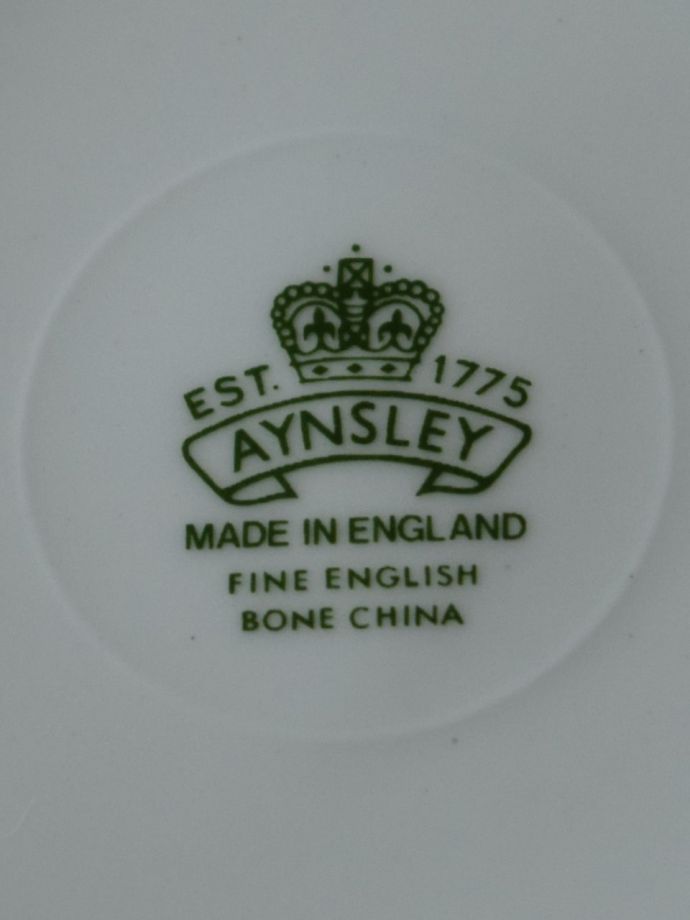 EST. 1775
AYNSLEY
MADE IN ENGLAND
FINE ENGLISH
BONE CHINA